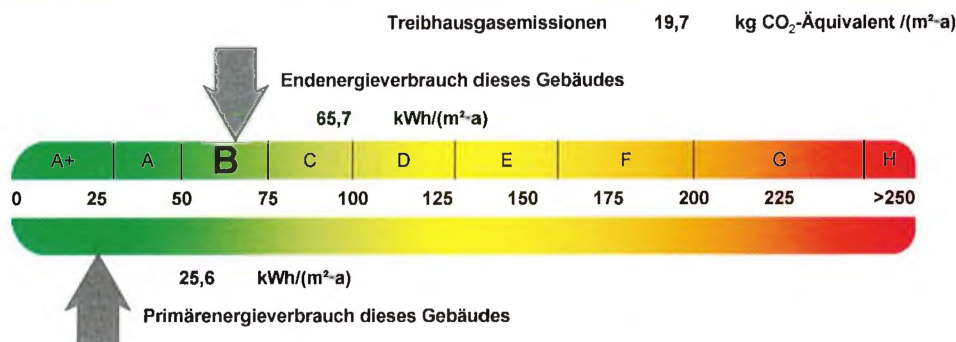 Treibhausgasemissionen 19,7 kg CO₂-Äquivalent /(m²·a)
Endenergieverbrauch dieses Gebäudes
65,7 kWh/(m²·a)
A+ A B C D E F G H
0 25 50 75 100 125 150 175 200 225 >250
25,6 kWh/(m²·a)
Primärenergieverbrauch dieses Gebäudes